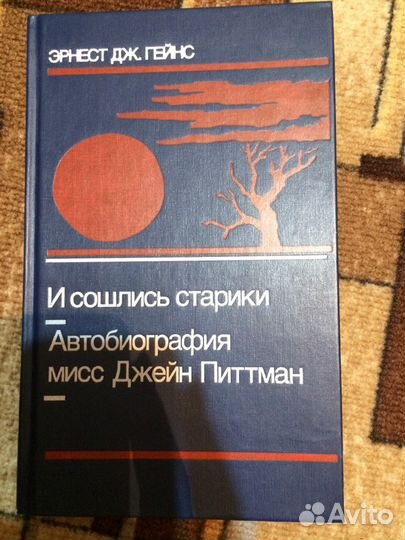 ЭРНЕСТ ДЖ. ГЕЙНС
И сошлись старики
Автобиография
мисс Джейн Питтман
Avito